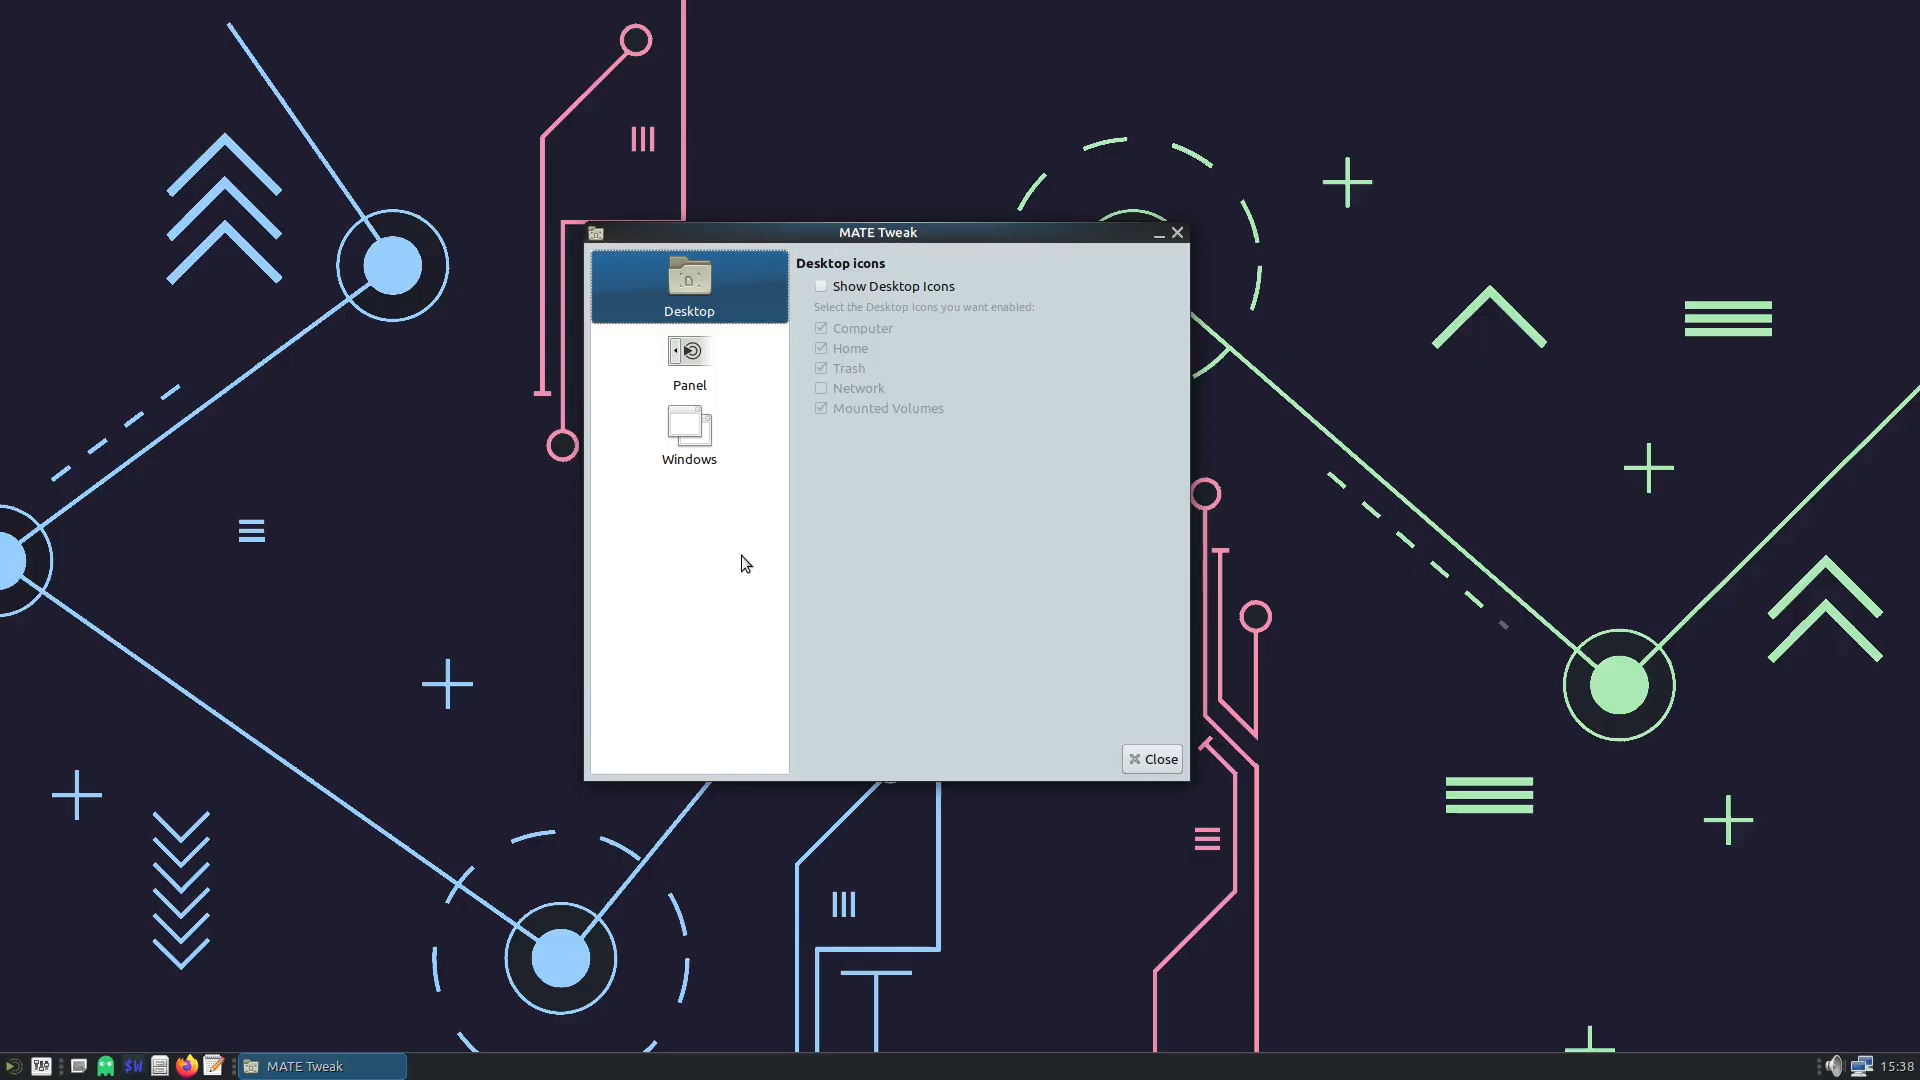 MATE Tweak
Desktop
Panel
Windows
Desktop icons
Show Desktop Icons
Select the Desktop Icons you want enabled:
Computer
Home
Trash
Network
Mounted Volumes
Close
$W
MATE Tweak
15:38